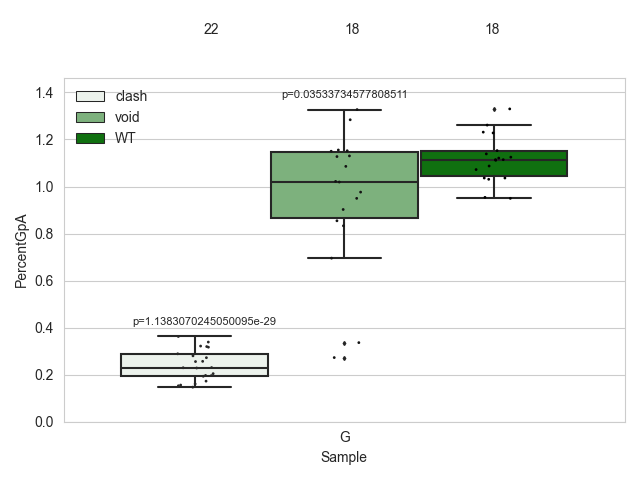 22 18 18
p=0.03533734577808511
clash
void
WT
p=1.1383070245050095e-29
PercentGpA
1.4
1.2
1.0
0.8
0.6
0.4
0.2
0.0
G
Sample